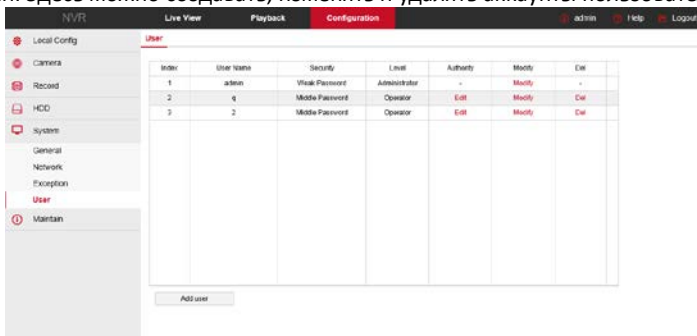 здесь можно создавать, изменять и удалять аккаунты пользовате
NVR Live View Playback Configuration admin Help Logout
Local Config
Camera
Record
HDD
System
General
Network
Exception
User
Maintain
User
Index User Name Security Level Authority Modify Del
1 admin Weak Password Administrator - Modify -
2 q Middle Password Operator Edit Modify Del
3 2 Middle Password Operator Edit Modify Del
Add user